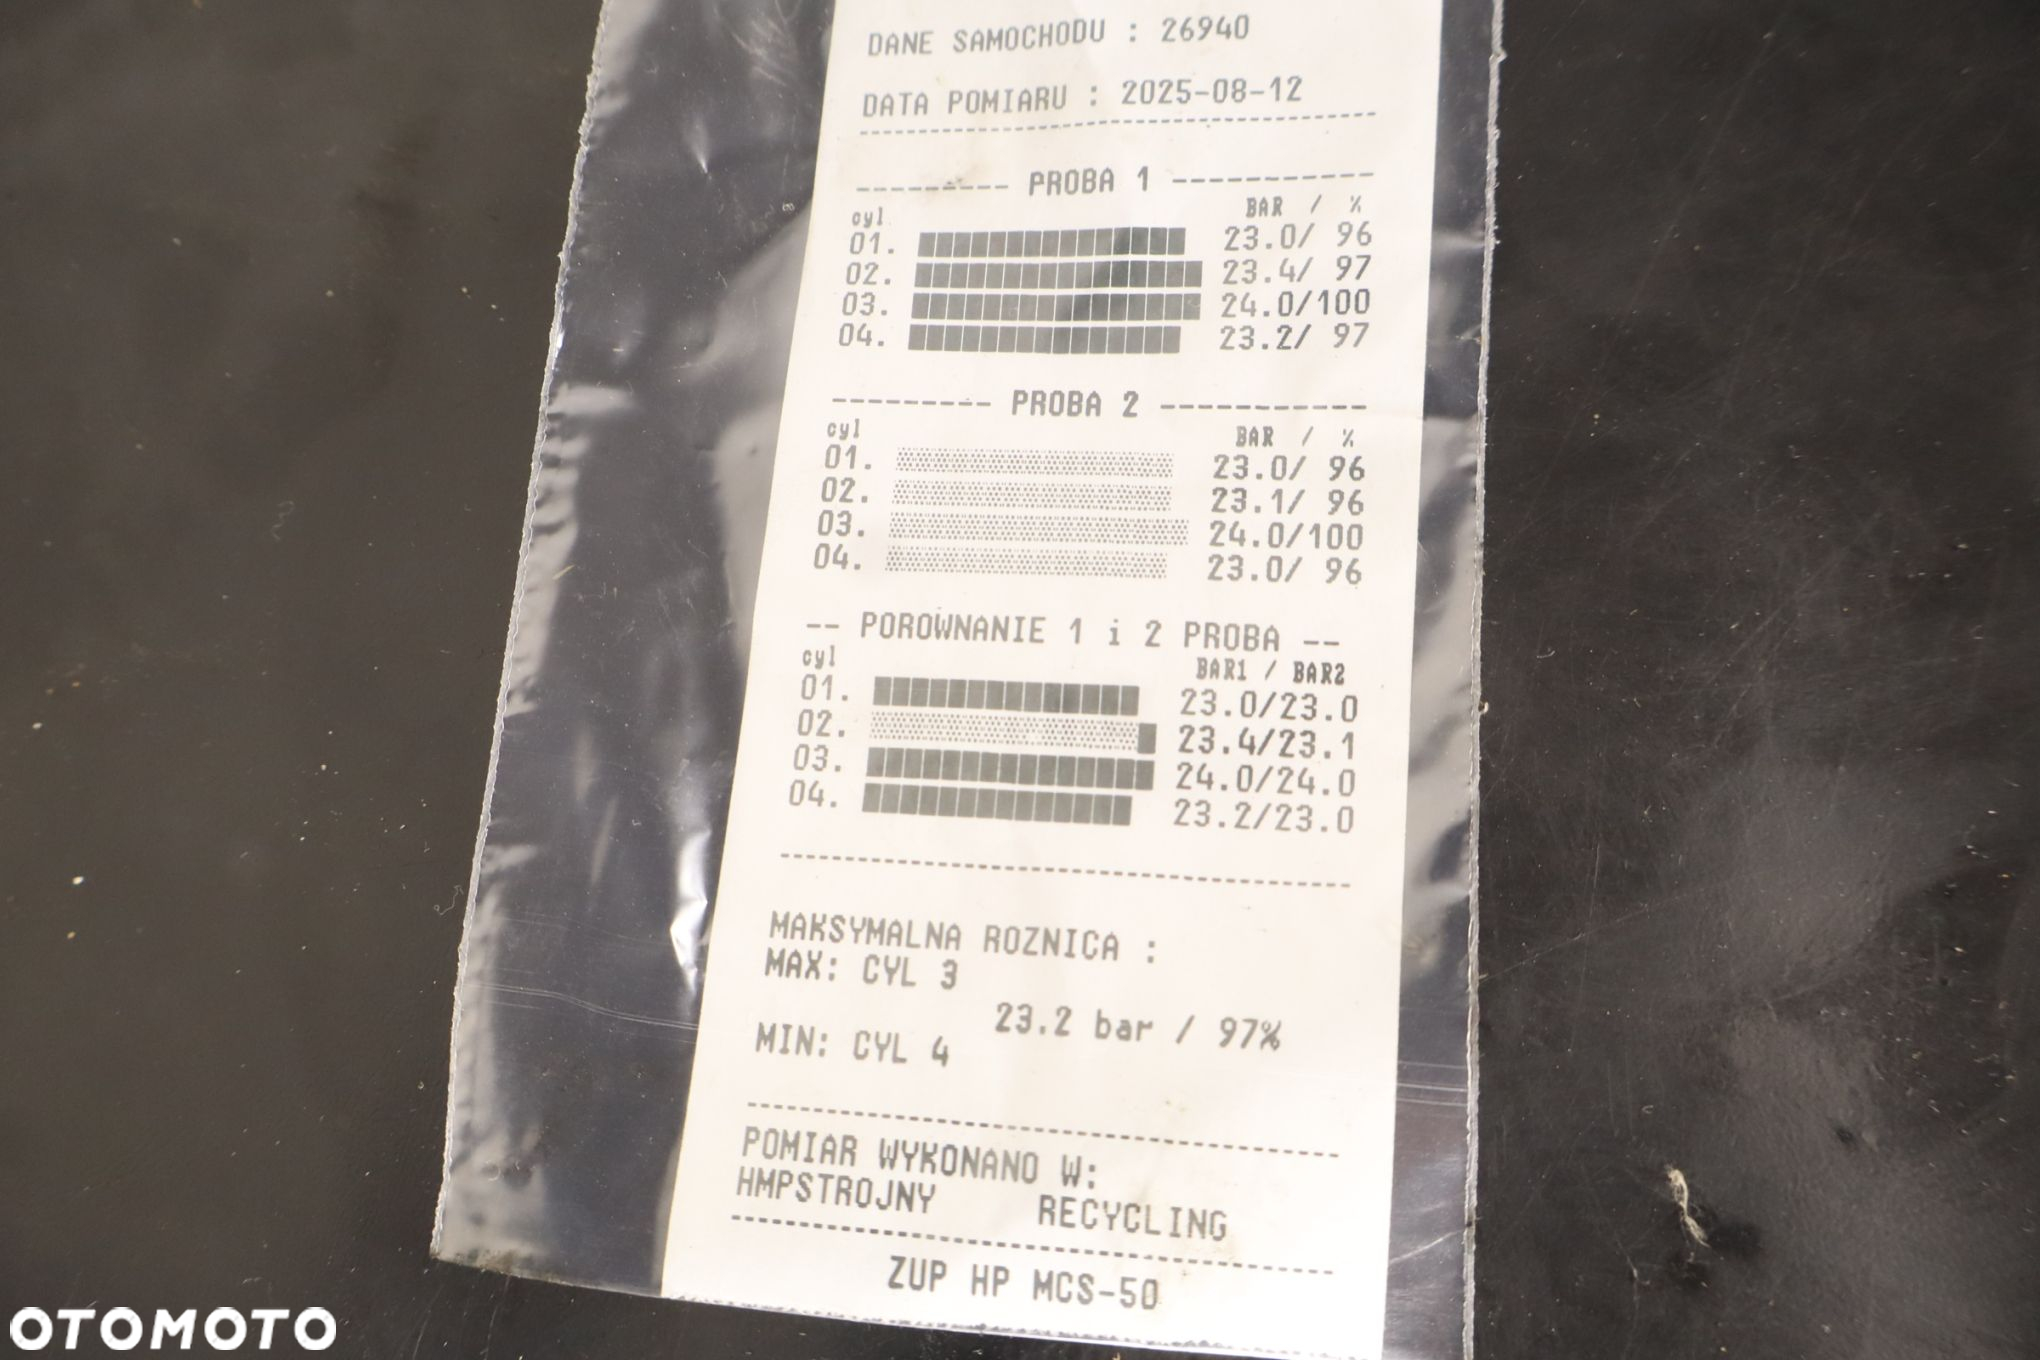 DANE SAMOCHODU : 26940
DATA POMIARU : 2025-08-12
--------- PROBA 1 -----------
cyl BAR / %
01. 23.0/ 96
02. 23.4/ 97
03. 24.0/100
04. 23.2/ 97
--------- PROBA 2 -----------
cyl BAR / %
01. 23.0/ 96
02. 23.1/ 96
03. 24.0/100
04. 23.0/ 96
-- POROWNANIE 1 i 2 PROBA --
cyl BAR1 / BAR2
01. 23.0/23.0
02. 23.4/23.1
03. 24.0/24.0
04. 23.2/23.0
MAKSYMALNA ROZNICA :
MAX: CYL 3
23.2 bar / 97%
MIN: CYL 4
POMIAR WYKONANO W:
HMPSTROJNY RECYCLING
ZUP HP MCS-50
OTOMOTO